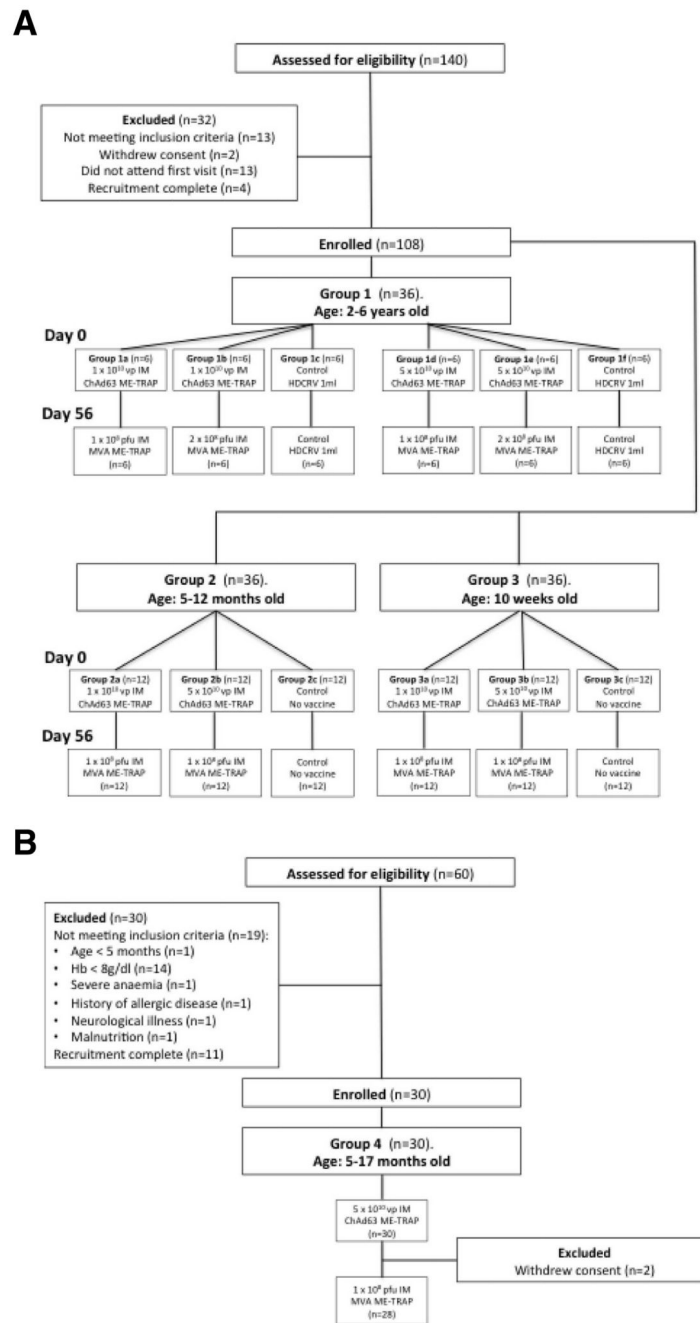 A
Assessed for eligibility (n=140)
Excluded (n=32)
Not meeting inclusion criteria (n=13)
Withdrew consent (n=2)
Did not attend first visit (n=13)
Recruitment complete (n=4)
Enrolled (n=108)
Group 1 (n=36).
Age: 2-6 years old
Day 0
Group 1a (n=6)
1 x 10¹⁰ vp IM
ChAd63 ME-TRAP
Group 1b (n=6)
1 x 10¹⁰ vp IM
ChAd63 ME-TRAP
Group 1c (n=6)
Control
HDCRV 1ml
Group 1d (n=6)
5 x 10¹⁰ vp IM
ChAd63 ME-TRAP
Group 1e (n=6)
5 x 10¹⁰ vp IM
ChAd63 ME-TRAP
Group 1f (n=6)
Control
HDCRV 1ml
Day 56
1 x 10⁸ pfu IM
MVA ME-TRAP
(n=6)
2 x 10⁸ pfu IM
MVA ME-TRAP
(n=6)
Control
HDCRV 1ml
(n=6)
1 x 10⁸ pfu IM
MVA ME-TRAP
(n=6)
2 x 10⁸ pfu IM
MVA ME-TRAP
(n=6)
Control
HDCRV 1ml
(n=6)
Group 2 (n=36).
Age: 5-12 months old
Group 3 (n=36).
Age: 10 weeks old
Day 0
Group 2a (n=12)
1 x 10¹⁰ vp IM
ChAd63 ME-TRAP
Group 2b (n=12)
5 x 10¹⁰ vp IM
ChAd63 ME-TRAP
Group 2c (n=12)
Control
No vaccine
Group 3a (n=12)
1 x 10¹⁰ vp IM
ChAd63 ME-TRAP
Group 3b (n=12)
5 x 10¹⁰ vp IM
ChAd63 ME-TRAP
Group 3c (n=12)
Control
No vaccine
Day 56
1 x 10⁸ pfu IM
MVA ME-TRAP
(n=12)
1 x 10⁸ pfu IM
MVA ME-TRAP
(n=12)
Control
No vaccine
(n=12)
1 x 10⁸ pfu IM
MVA ME-TRAP
(n=12)
1 x 10⁸ pfu IM
MVA ME-TRAP
(n=12)
Control
No vaccine
(n=12)
B
Assessed for eligibility (n=60)
Excluded (n=30)
Not meeting inclusion criteria (n=19):
• Age < 5 months (n=1)
• Hb < 8g/dl (n=14)
• Severe anaemia (n=1)
• History of allergic disease (n=1)
• Neurological illness (n=1)
• Malnutrition (n=1)
Recruitment complete (n=11)
Enrolled (n=30)
Group 4 (n=30).
Age: 5-17 months old
5 x 10¹⁰ vp IM
ChAd63 ME-TRAP
(n=30)
Excluded
Withdrew consent (n=2)
1 x 10⁸ pfu IM
MVA ME-TRAP
(n=28)